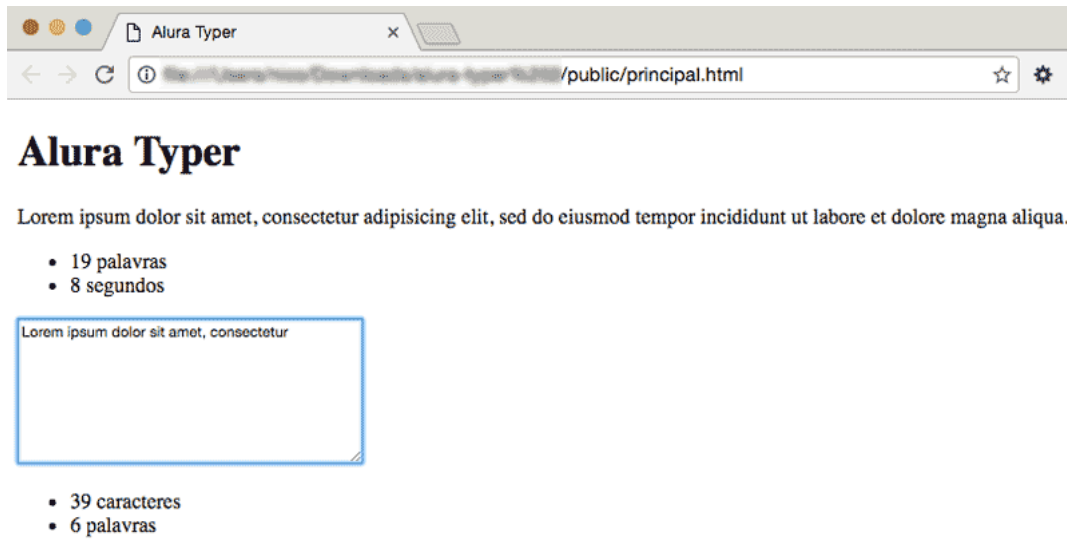 Alura Typer
/public/principal.html
Alura Typer
Lorem ipsum dolor sit amet, consectetur adipisicing elit, sed do eiusmod tempor incididunt ut labore et dolore magna aliqua.
• 19 palavras
• 8 segundos
Lorem ipsum dolor sit amet, consectetur
• 39 caracteres
• 6 palavras